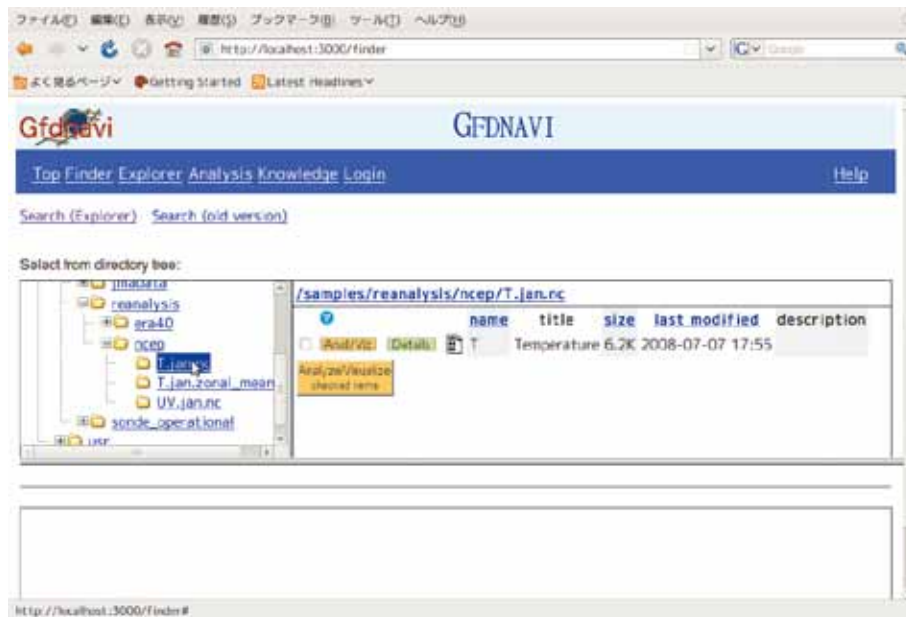 ファイル(F) 編集(E) 表示(V) 履歴(S) ブックマーク(B) ツール(T) ヘルプ(H)
http://localhost:3000/finder
G Google
よく見るページ Getting Started Latest Headlines
Gfdnavi GFDNAVI
Top Finder Explorer Analysis Knowledge Login Help
Search (Explorer) Search (old version)
Select from directory tree:
jmadata
reanalysis
era40
ncep
T.jan.nc
T.jan.zonal_mean
UV.jan.nc
sonde_operational
usr
/samples/reanalysis/ncep/T.jan.nc
name title size last modified description
Anal/Viz Details T Temperature 6.2K 2008-07-07 17:55
Analyze/Visualize
checked items
http://localhost:3000/finder#